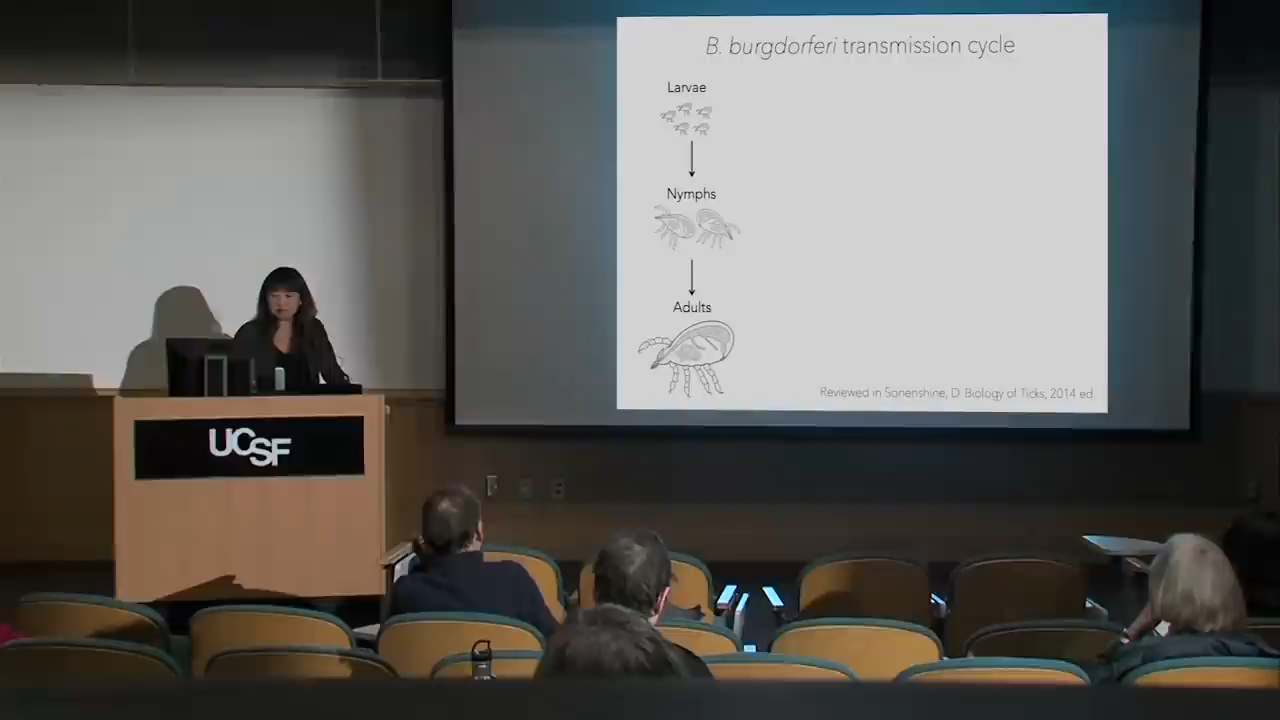 B. burgdorferi transmission cycle
Larvae
Nymphs
Adults
Reviewed in Sonenshine, D. Biology of Ticks, 2014 ed.
UCSF